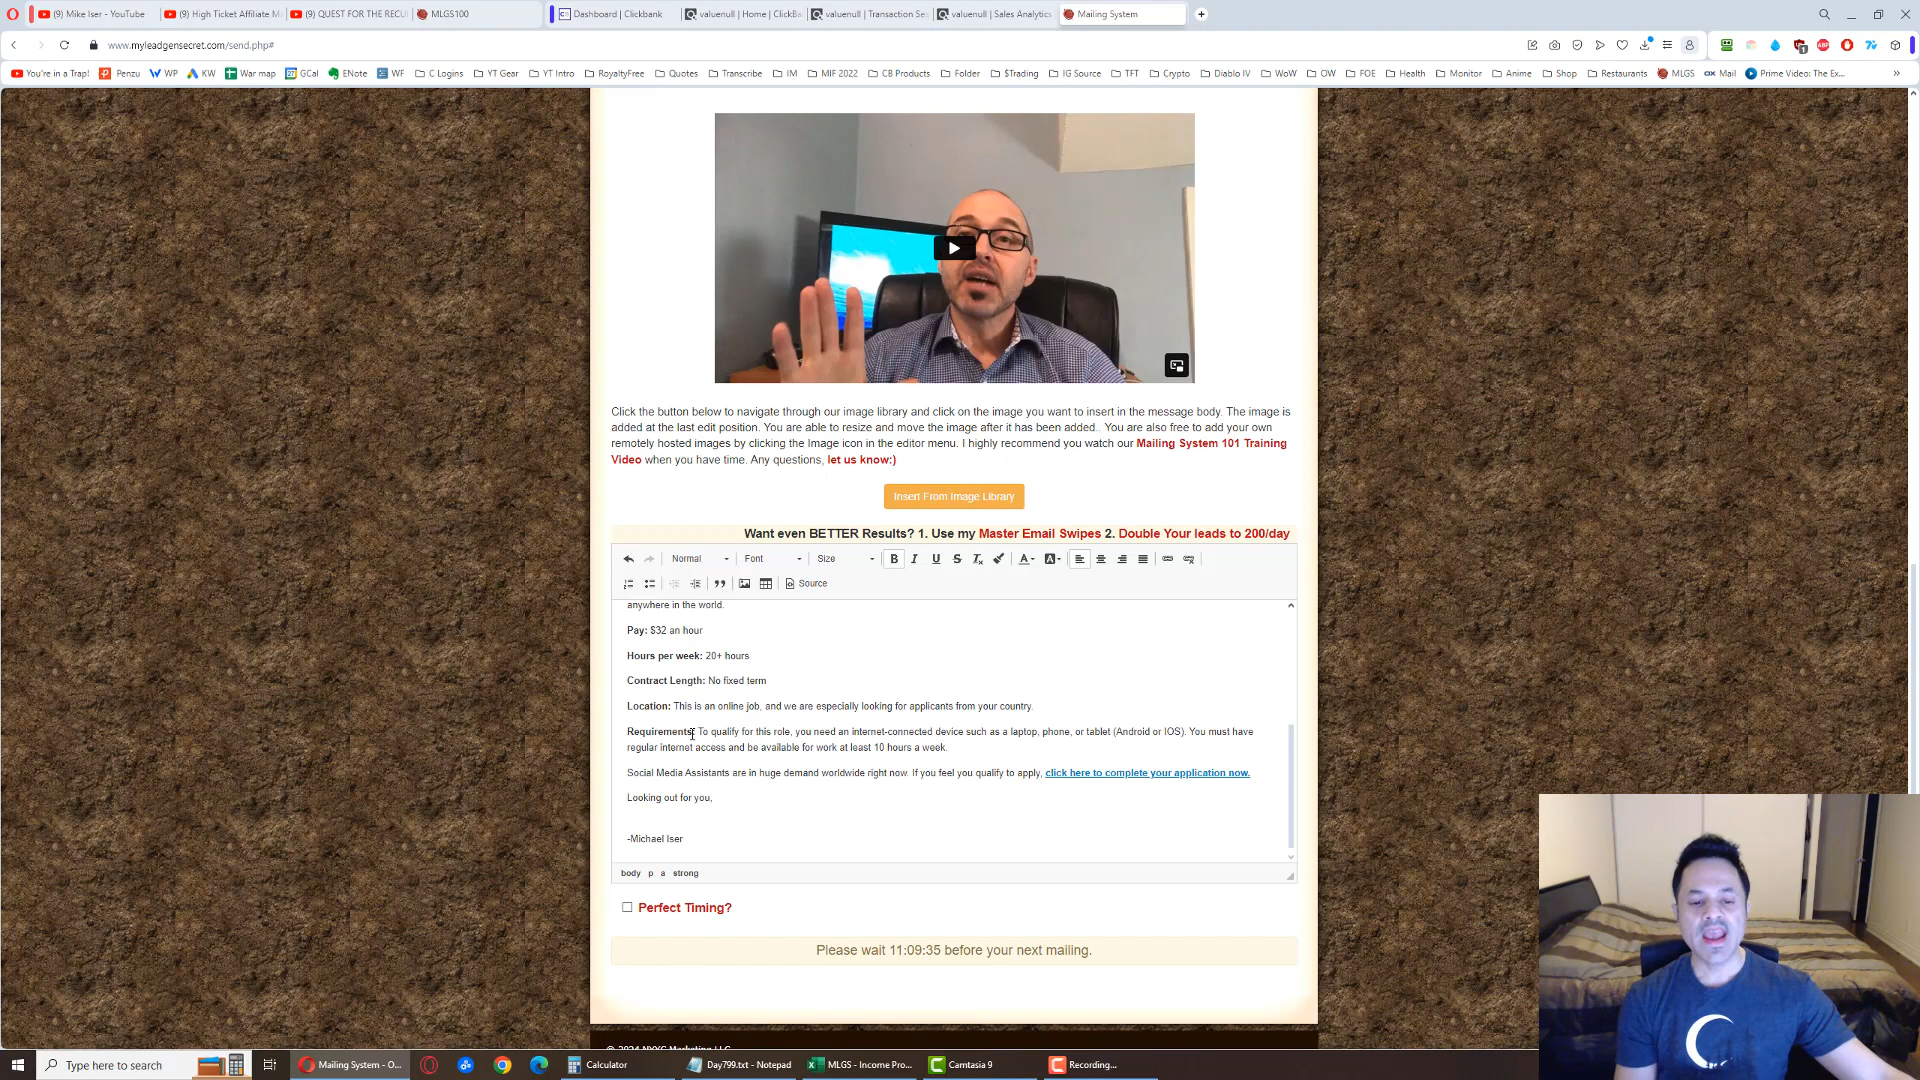 (9) Mike Iser - YouTube
(9) High Ticket Affiliate M
(9) QUEST FOR THE RECU
MLGS100
Dashboard | Clickbank
valuenull | Home | ClickBa
valuenull | Transaction Se
valuenull | Sales Analytics
Mailing System
www.myleadgensecret.com/send.php#
You're in a Trap!
Penzu
WP
KW
War map
GCal
ENote
WF
C Logins
YT Gear
YT Intro
RoyaltyFree
Quotes
Transcribe
IM
MIF 2022
CB Products
Folder
$Trading
IG Source
TFT
Crypto
Diablo IV
WoW
OW
FOE
Health
Monitor
Anime
Shop
Restaurants
MLGS
Mail
Prime Video: The Ex...
Click the button below to navigate through our image library and click on the image you want to insert in the message body. The image is
added at the last edit position. You are able to resize and move the image after it has been added.. You are also free to add your own
remotely hosted images by clicking the Image icon in the editor menu. I highly recommend you watch our Mailing System 101 Training
Video when you have time. Any questions, let us know:)
Insert From Image Library
Want even BETTER Results? 1. Use my Master Email Swipes 2. Double Your leads to 200/day
Normal
Font
Size
Source
anywhere in the world.
Pay: $32 an hour
Hours per week: 20+ hours
Contract Length: No fixed term
Location: This is an online job, and we are especially looking for applicants from your country.
Requirements: To qualify for this role, you need an internet-connected device such as a laptop, phone, or tablet (Android or IOS). You must have
regular internet access and be available for work at least 10 hours a week.
Social Media Assistants are in huge demand worldwide right now. If you feel you qualify to apply, click here to complete your application now.
Looking out for you,
-Michael Iser
body p a strong
Perfect Timing?
Please wait 11:09:35 before your next mailing.
Type here to search
Mailing System - O...
Calculator
Day799.txt - Notepad
MLGS - Income Pro...
Camtasia 9
Recording...